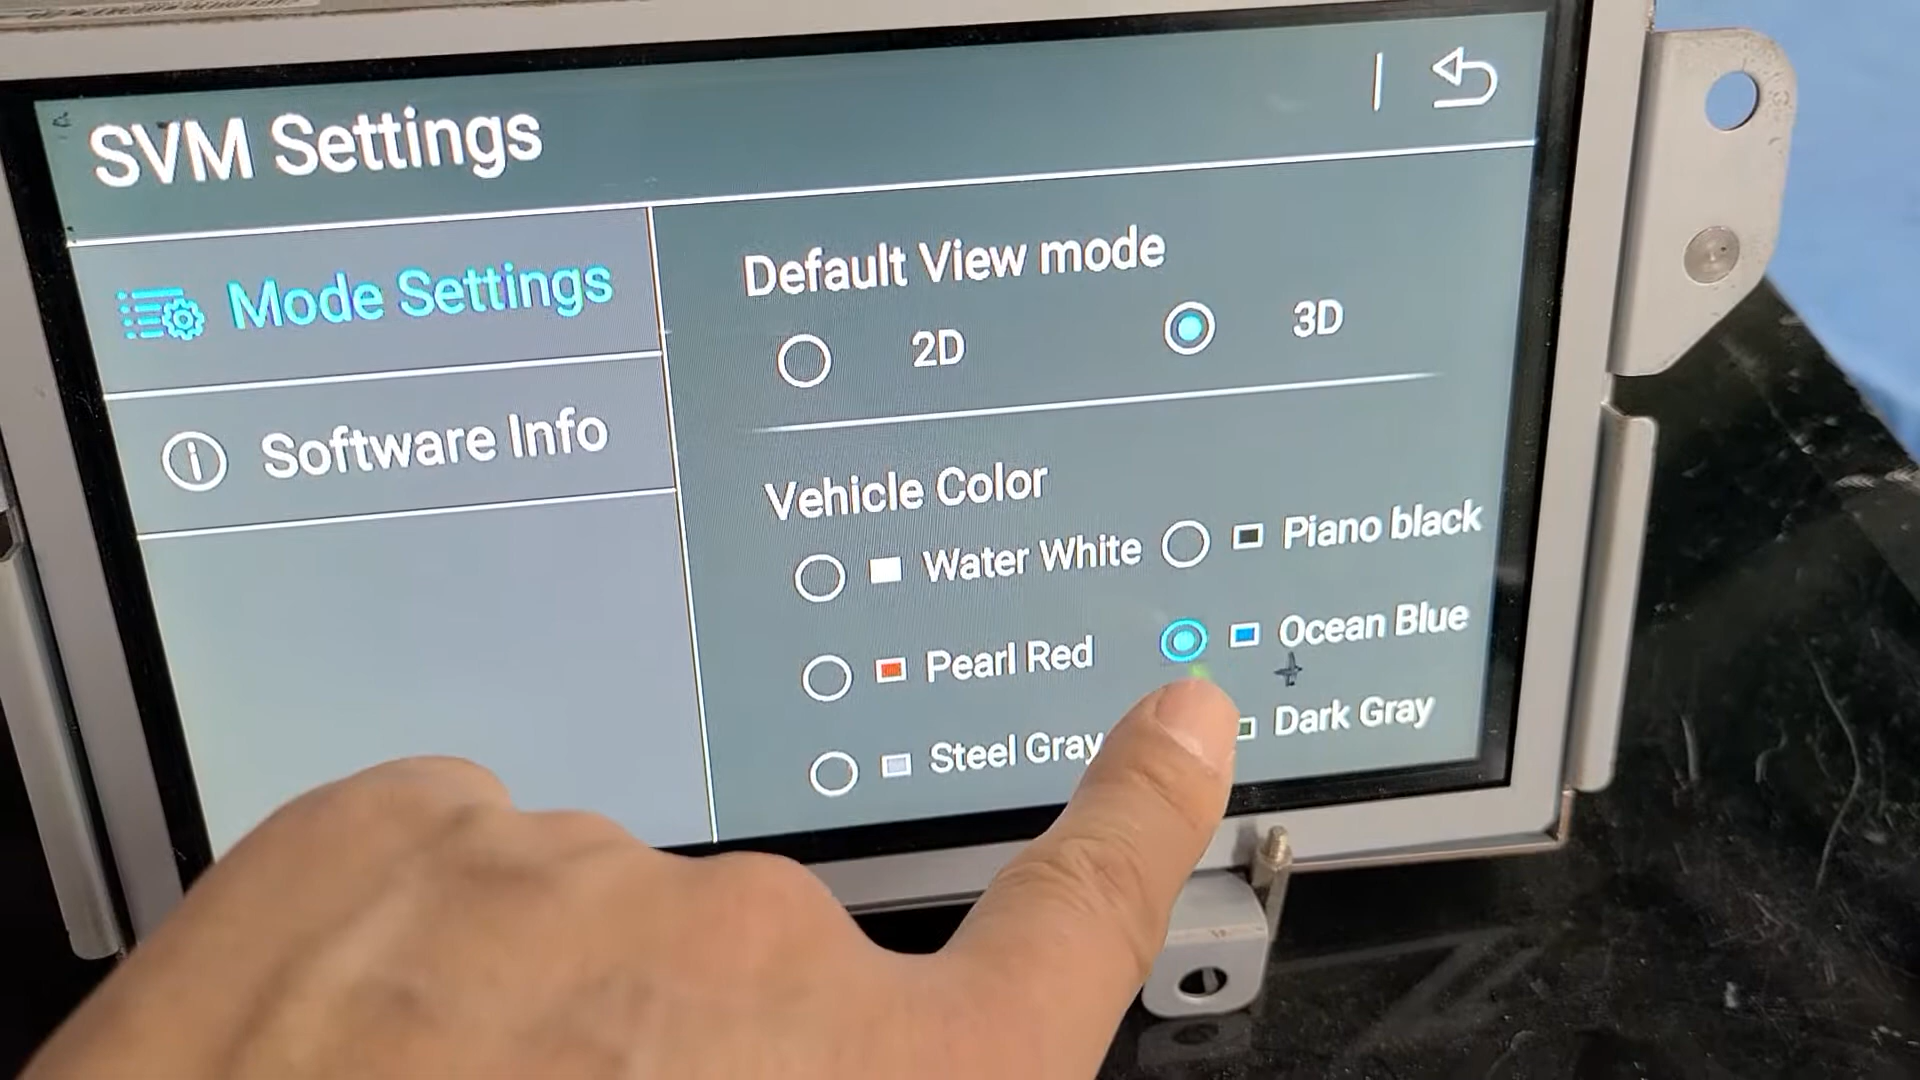 SVM Settings
Mode Settings
Software Info
Default View mode
2D
3D
Vehicle Color
Water White
Piano black
Pearl Red
Ocean Blue
Steel Gray
Dark Gray